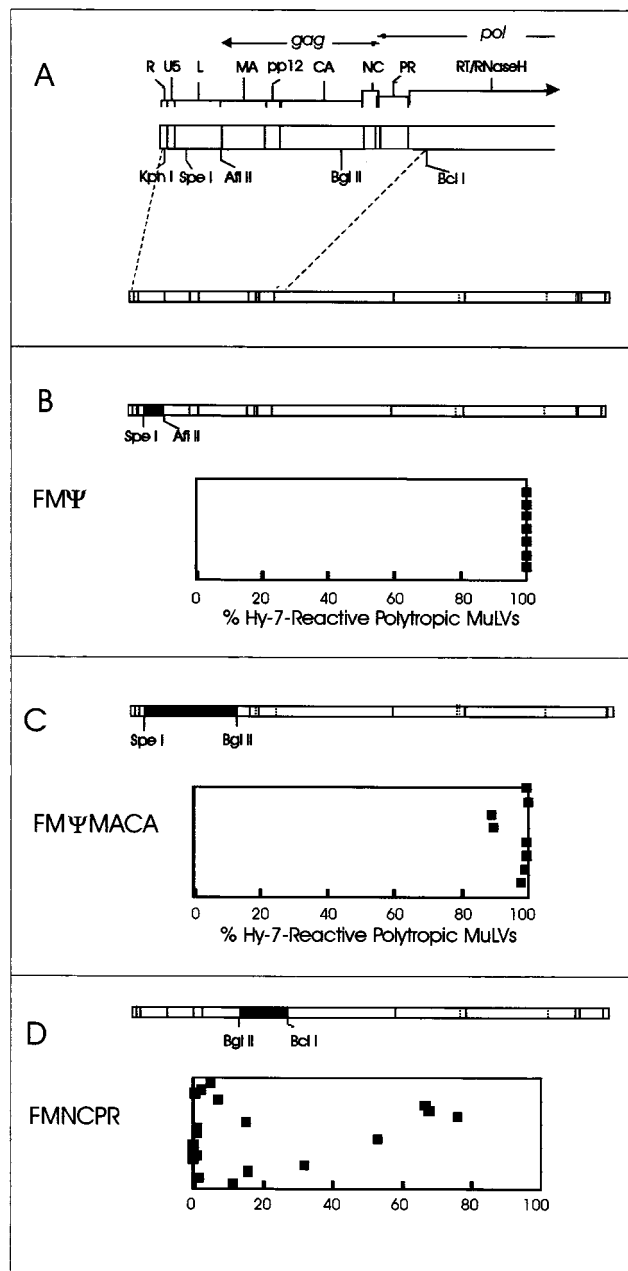 gag pol
A
R U5 L MA pp12 CA NC PR RT/RNaseH
Kpn I Spe I Afl II Bgl II Bcl I
B
Spe I Afl II
FMΨ
0 20 40 60 80 100
% Hy-7-Reactive Polytropic MuLVs
C
Spe I Bgl II
FMΨMACA
0 20 40 60 80 100
% Hy-7-Reactive Polytropic MuLVs
D
Bgl II Bcl I
FMNCPR
0 20 40 60 80 100